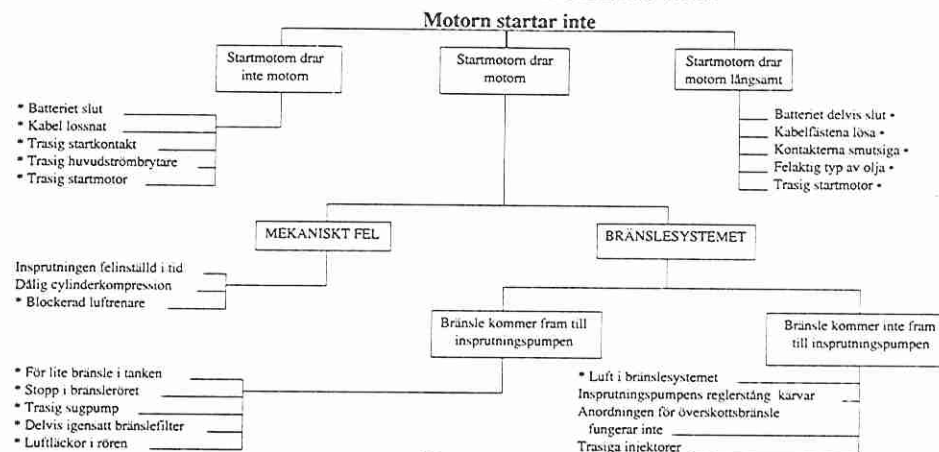 Motorn startar inte
Startmotorn drar
inte motorn
Startmotorn drar
motorn
Startmotorn drar
motorn långsamt
* Batteriet slut
* Kabel lossnat
* Trasig startkontakt
* Trasig huvudströmbrytare
* Trasig startmotor
Batteriet delvis slut •
Kabelfästena lösa •
Kontakterna smutsiga •
Felaktig typ av olja •
Trasig startmotor •
MEKANISKT FEL
BRÄNSLESYSTEMET
Insprutningen felinställd i tid
Dålig cylinderkompression
* Blockerad luftrenare
Bränsle kommer fram till
insprutningspumpen
Bränsle kommer inte fram
till insprutningspumpen
* För lite bränsle i tanken
* Stopp i bränsleröret
* Trasig sugpump
* Delvis igensatt bränslefilter
* Luftläckor i rören
* Luft i bränslesystemet
Insprutningspumpens reglerstång kärvar
Anordningen för överskottsbränsle
fungerar inte
Trasiga injektorer